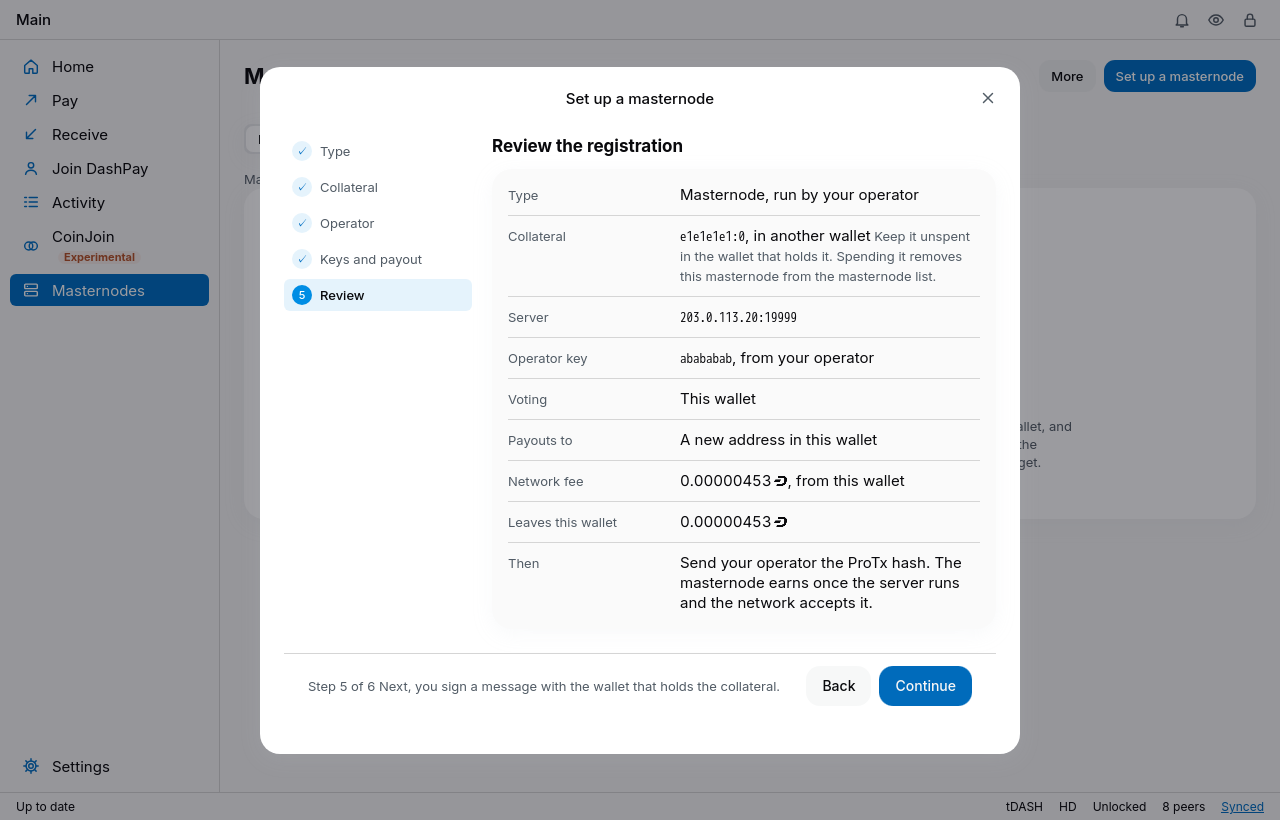 Main
Home
Pay
Receive
Join DashPay
Activity
CoinJoin
Experimental
Masternodes
Settings
More
Set up a masternode
Set up a masternode
✓ Type
✓ Collateral
✓ Operator
✓ Keys and payout
5 Review
Review the registration
Type Masternode, run by your operator
Collateral e1e1e1e1:0, in another wallet Keep it unspent
in the wallet that holds it. Spending it removes
this masternode from the masternode list.
Server 203.0.113.20:19999
Operator key abababab, from your operator
Voting This wallet
Payouts to A new address in this wallet
Network fee 0.00000453, from this wallet
Leaves this wallet 0.00000453
Then Send your operator the ProTx hash. The
masternode earns once the server runs
and the network accepts it.
Step 5 of 6 Next, you sign a message with the wallet that holds the collateral.
Back
Continue
and
Up to date
tDASH HD Unlocked 8 peers Synced